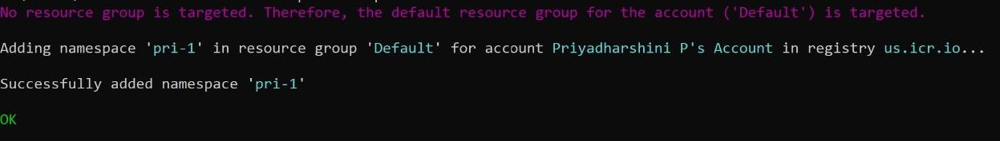 No resource group is targeted. Therefore, the default resource group for the account ('Default') is targeted.
Adding namespace 'pri-1' in resource group 'Default' for account Priyadharshini P's Account in registry us.icr.io...
Successfully added namespace 'pri-1'
OK